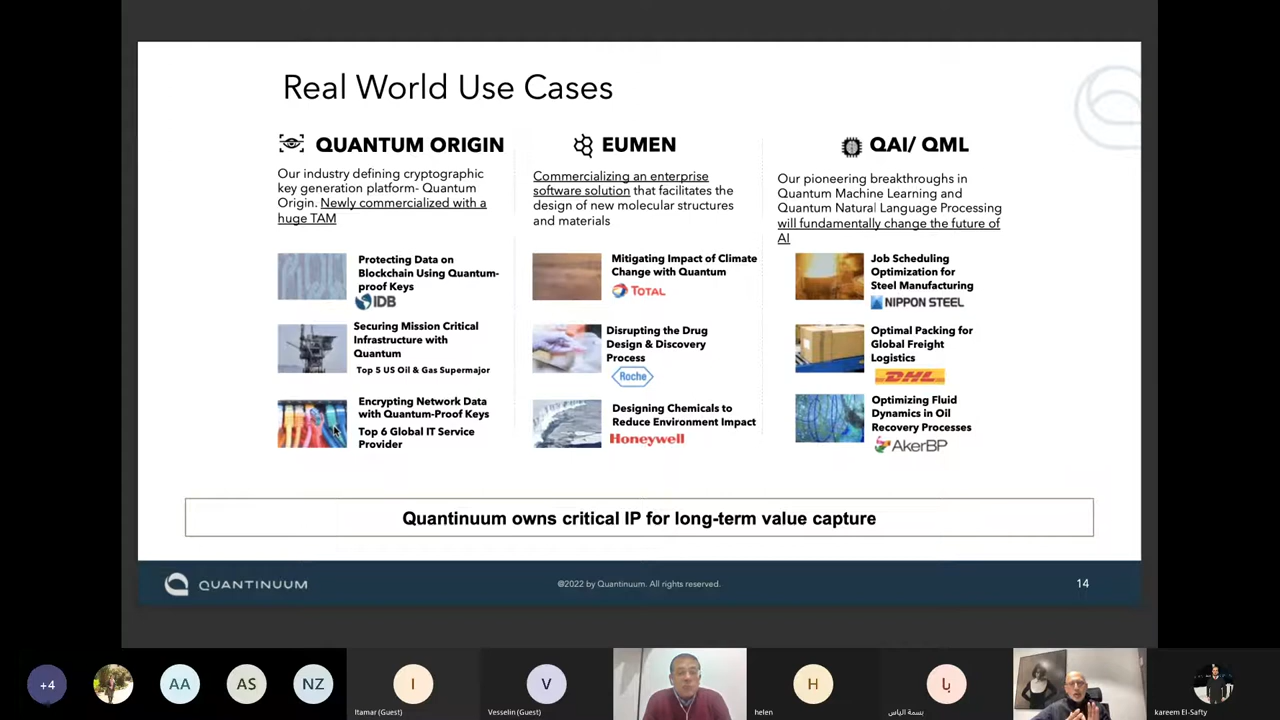 Real World Use Cases
QUANTUM ORIGIN
Our industry defining cryptographic
key generation platform- Quantum
Origin. Newly commercialized with a
huge TAM
Protecting Data on
Blockchain Using Quantum-
proof Keys
IDB
Securing Mission Critical
Infrastructure with
Quantum
Top 5 US Oil & Gas Supermajor
Encrypting Network Data
with Quantum-Proof Keys
Top 6 Global IT Service
Provider
EUMEN
Commercializing an enterprise
software solution that facilitates the
design of new molecular structures
and materials
Mitigating Impact of Climate
Change with Quantum
TOTAL
Disrupting the Drug
Design & Discovery
Process
Roche
Designing Chemicals to
Reduce Environment Impact
Honeywell
QAI/ QML
Our pioneering breakthroughs in
Quantum Machine Learning and
Quantum Natural Language Processing
will fundamentally change the future of
AI
Job Scheduling
Optimization for
Steel Manufacturing
NIPPON STEEL
Optimal Packing for
Global Freight
Logistics
DHL
Optimizing Fluid
Dynamics in Oil
Recovery Processes
AkerBP
Quantinuum owns critical IP for long-term value capture
QUANTINUUM
@2022 by Quantinuum. All rights reserved.
14
+4
AA
AS
NZ
I
Itamar (Guest)
V
Vesselin (Guest)
H
helen
با
بسمة الياس
kareem El-Safty